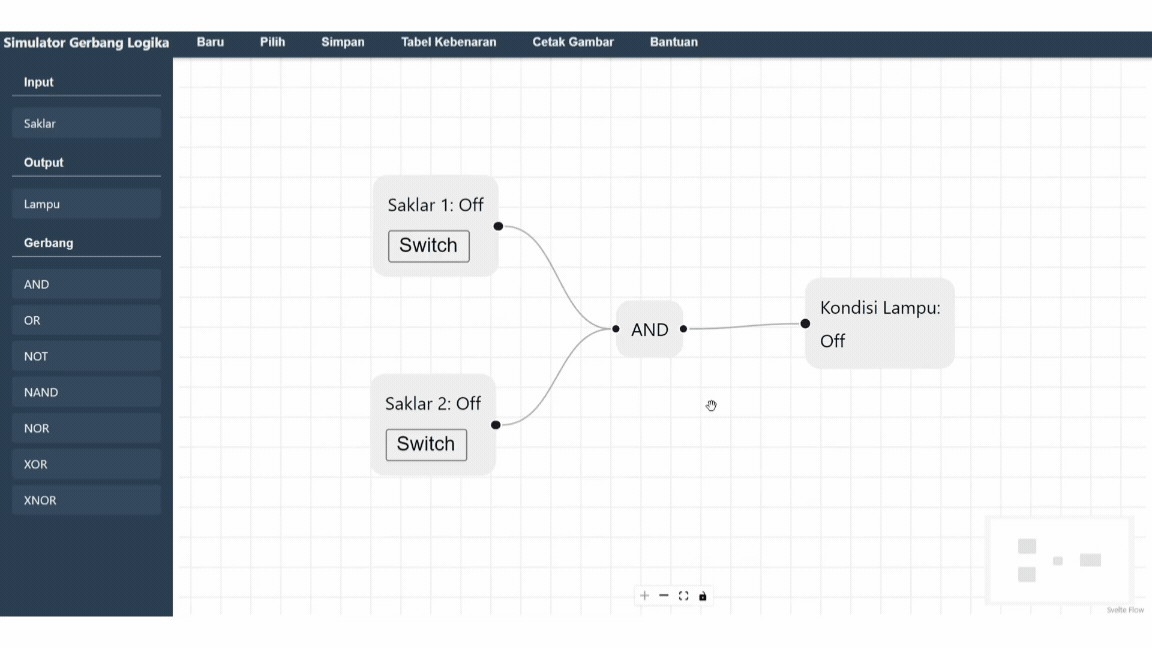 Simulator Gerbang Logika
Baru
Pilih
Simpan
Tabel Kebenaran
Cetak Gambar
Bantuan
Input
Saklar
Output
Lampu
Gerbang
AND
OR
NOT
NAND
NOR
XOR
XNOR
Saklar 1: Off
Switch
Saklar 2: Off
Switch
AND
Kondisi Lampu:
Off
Svelte Flow